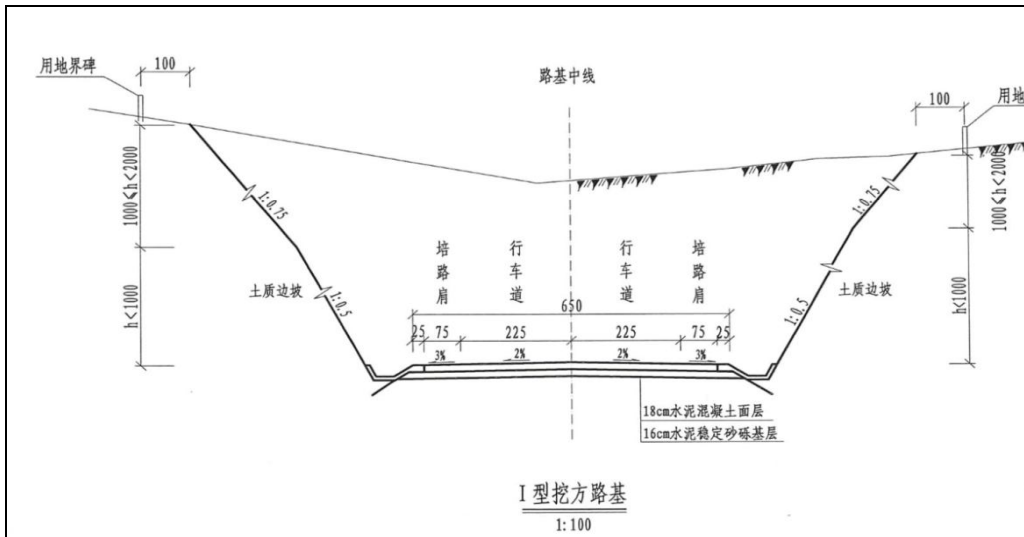 用地界碑
100
路基中线
100
用地
1000≤h<2000
1:0.75
1:0.75
1000≤h<2000
培路肩
行车道
行车道
培路肩
土质边坡
土质边坡
h<1000
1:0.5
1:0.5
h<1000
650
25
75
225
225
75
25
3%
2%
2%
3%
18cm水泥混凝土面层
16cm水泥稳定砂砾基层
I型挖方路基
1:100